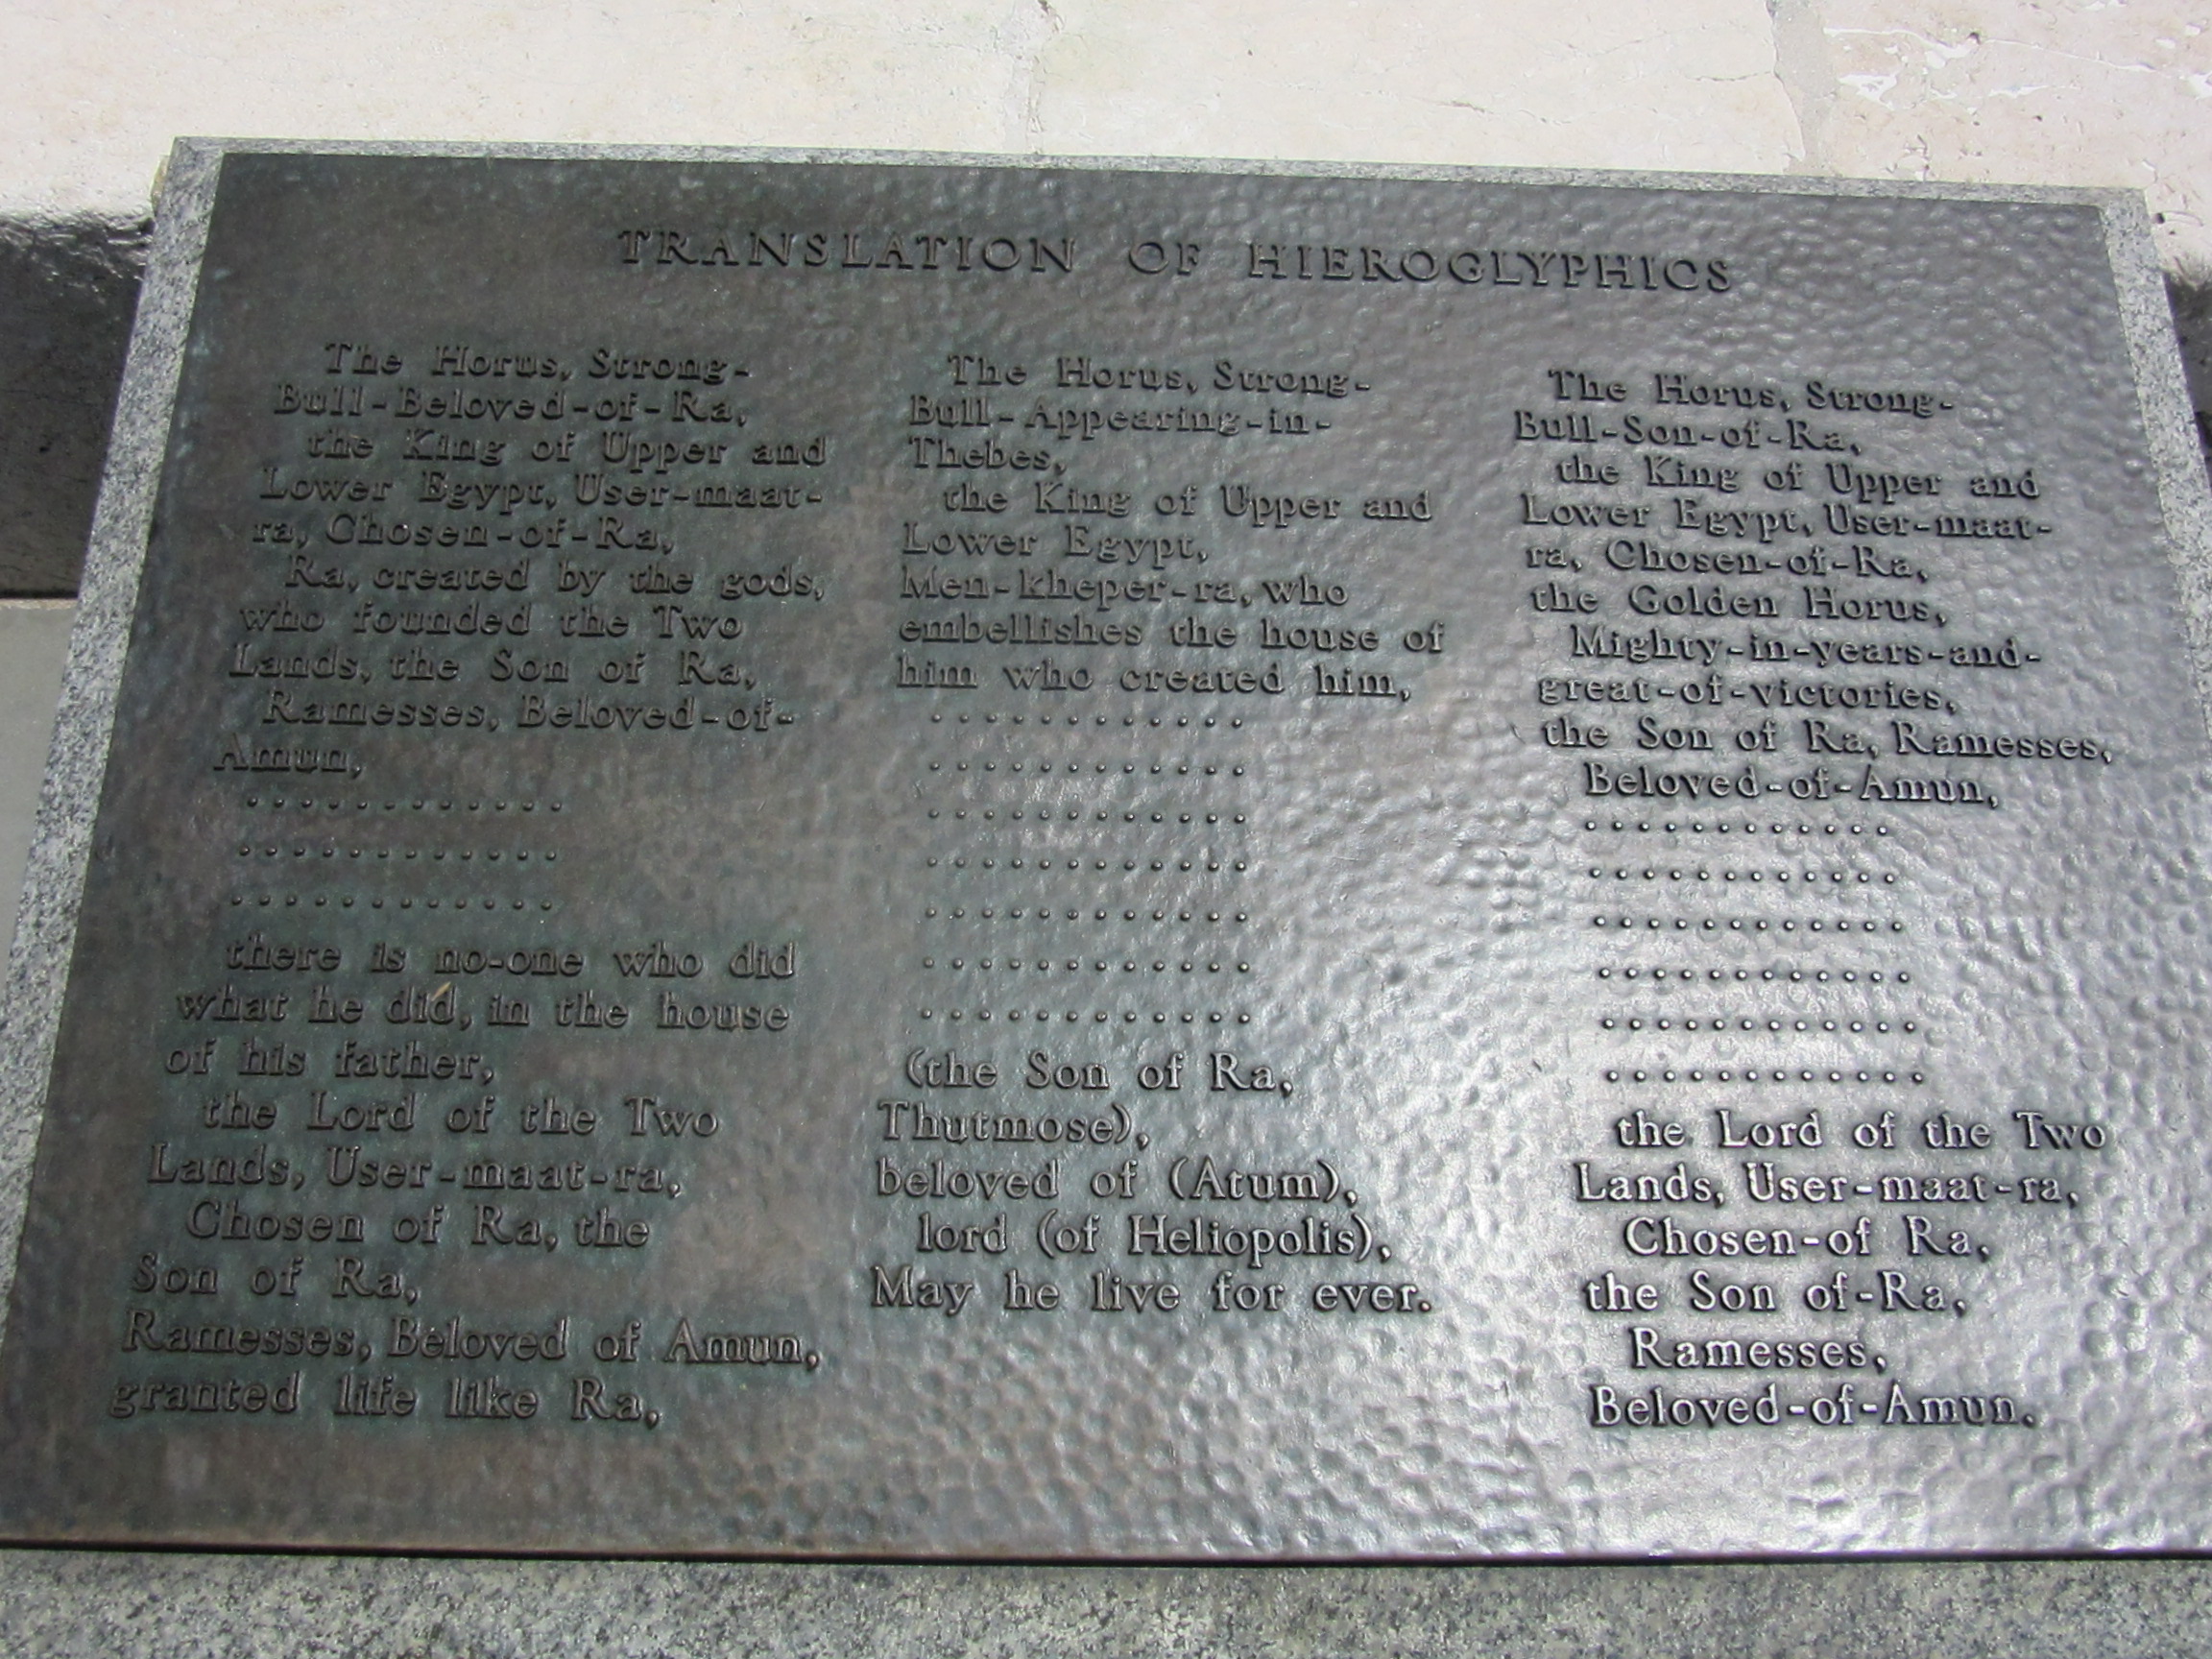 TRANSLATION OF HIEROGLYPHICS
The Horus, Strong-
Bull-Beloved-of-Ra,
the King of Upper and
Lower Egypt, User-maat-
ra, Chosen-of-Ra,
Ra, created by the gods,
who founded the Two
Lands, the Son of Ra,
Ramesses, Beloved-of-
Amun,
. . . . . . . . . . . .
. . . . . . . . . . . .
. . . . . . . . . . . .
there is no-one who did
what he did, in the house
of his father,
the Lord of the Two
Lands, User-maat-ra,
Chosen of Ra, the
Son of Ra,
Ramesses, Beloved of Amun,
granted life like Ra,
The Horus, Strong-
Bull-Appearing-in-
Thebes,
the King of Upper and
Lower Egypt,
Men-kheper-ra, who
embellishes the house of
him who created him,
. . . . . . . . . . . .
. . . . . . . . . . . .
. . . . . . . . . . . .
. . . . . . . . . . . .
. . . . . . . . . . . .
. . . . . . . . . . . .
. . . . . . . . . . . .
(the Son of Ra,
Thutmose),
beloved of (Atum),
lord (of Heliopolis),
May he live for ever.
The Horus, Strong-
Bull-Son-of-Ra,
the King of Upper and
Lower Egypt, User-maat-
ra, Chosen-of-Ra,
the Golden Horus,
Mighty-in-years-and-
great-of-victories,
the Son of Ra, Ramesses,
Beloved-of-Amun,
. . . . . . . . . . . .
. . . . . . . . . . . .
. . . . . . . . . . . .
. . . . . . . . . . . .
. . . . . . . . . . . .
. . . . . . . . . . . .
the Lord of the Two
Lands, User-maat-ra,
Chosen-of Ra,
the Son of-Ra,
Ramesses,
Beloved-of-Amun.